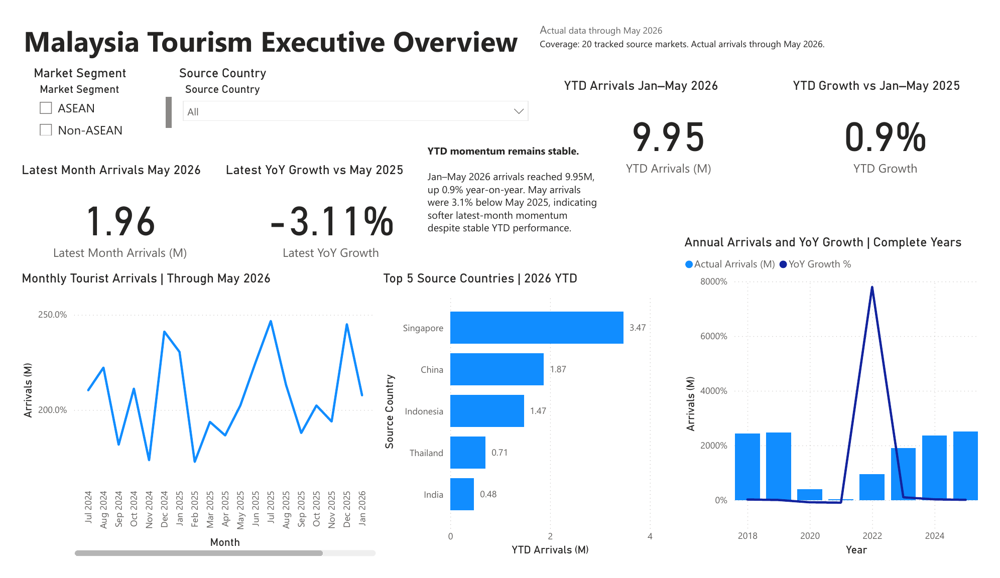 Malaysia Tourism Executive Overview
Actual data through May 2026
Coverage: 20 tracked source markets. Actual arrivals through May 2026.
Market Segment
Market Segment
ASEAN
Non-ASEAN
Source Country
Source Country
All
YTD Arrivals Jan–May 2026
9.95
YTD Arrivals (M)
YTD Growth vs Jan–May 2025
0.9%
YTD Growth
Latest Month Arrivals May 2026
1.96
Latest Month Arrivals (M)
Latest YoY Growth vs May 2025
-3.11%
Latest YoY Growth
YTD momentum remains stable.
Jan–May 2026 arrivals reached 9.95M,
up 0.9% year-on-year. May arrivals
were 3.1% below May 2025, indicating
softer latest-month momentum
despite stable YTD performance.
Monthly Tourist Arrivals | Through May 2026
Arrivals (M)
250.0%
200.0%
Jul 2024
Aug 2024
Sep 2024
Oct 2024
Nov 2024
Dec 2024
Jan 2025
Feb 2025
Mar 2025
Apr 2025
May 2025
Jun 2025
Jul 2025
Aug 2025
Sep 2025
Oct 2025
Nov 2025
Dec 2025
Jan 2026
Month
Top 5 Source Countries | 2026 YTD
Source Country
Singapore 3.47
China 1.87
Indonesia 1.47
Thailand 0.71
India 0.48
0 2 4
YTD Arrivals (M)
Annual Arrivals and YoY Growth | Complete Years
Actual Arrivals (M) YoY Growth %
Arrivals (M)
8000%
6000%
4000%
2000%
0%
2018 2020 2022 2024
Year